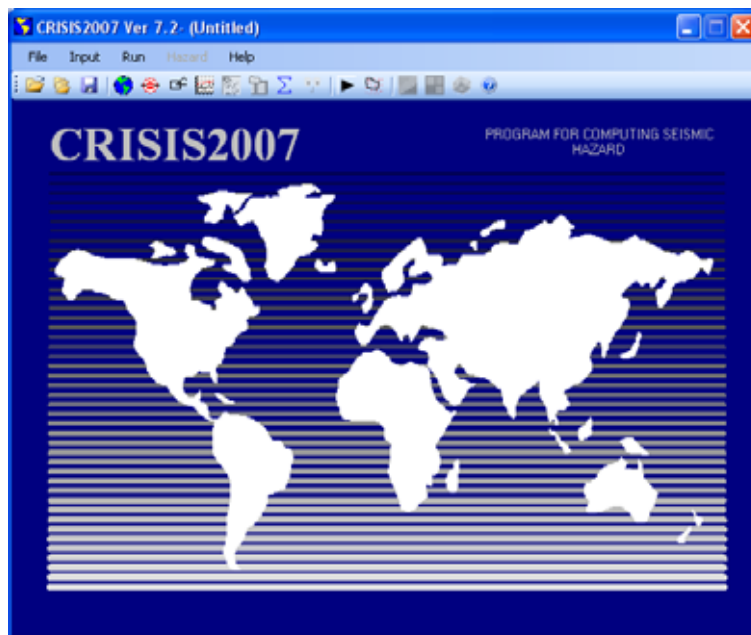 CRISIS2007 Ver 7.2- (Untitled)
File Input Run Hazard Help
CRISIS2007
PROGRAM FOR COMPUTING SEISMIC
HAZARD